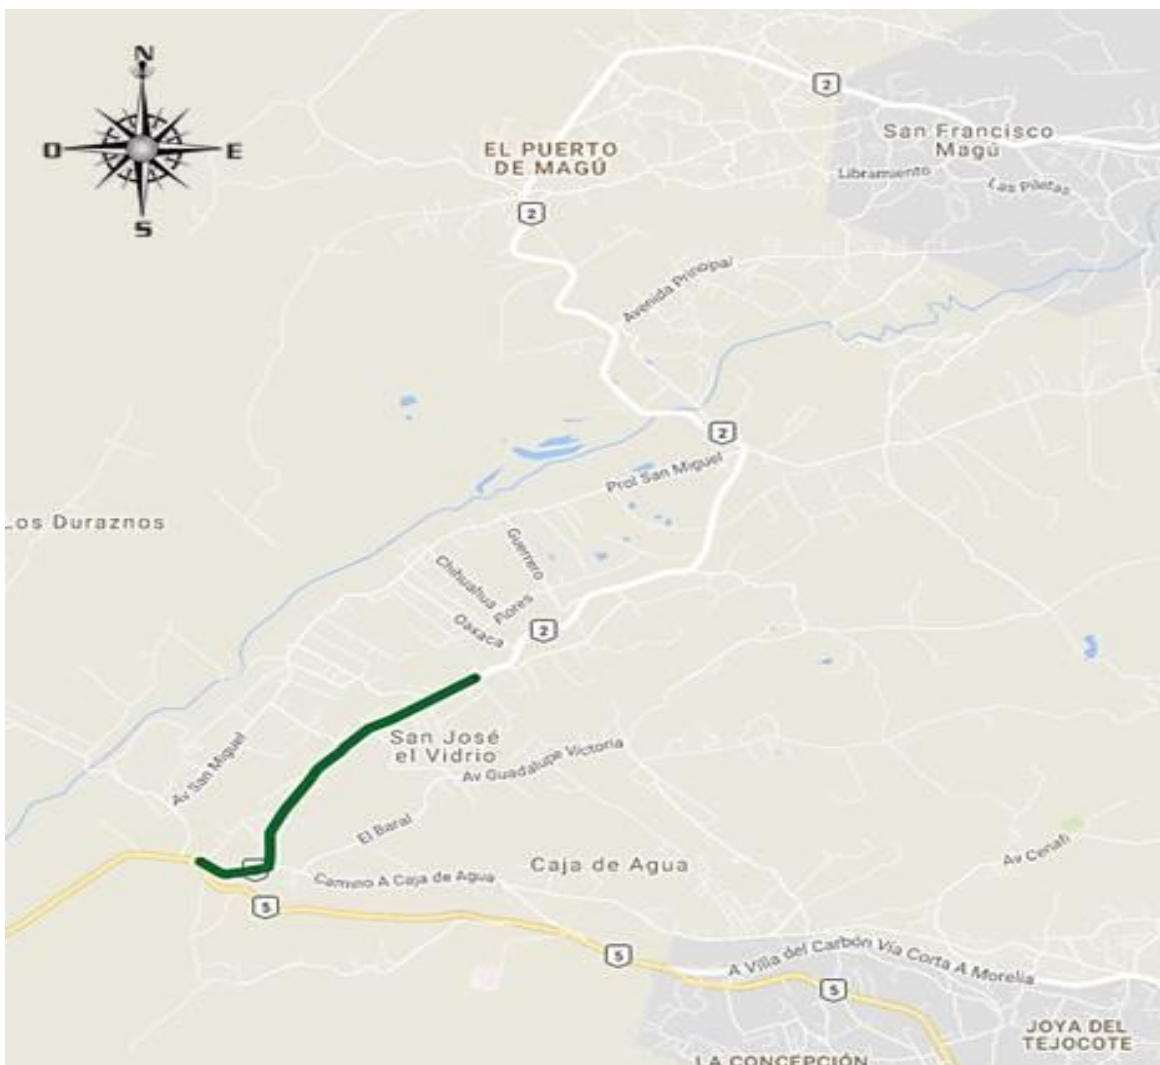 N
O
E
S
2
San Francisco
Magú
EL PUERTO
DE MAGÚ
Libramiento
Las Piletas
2
Avenida Principal
2
Prol San Miguel
Los Duraznos
Guerrero
Chihuahua
Flores
Oaxaca
2
San José
el Vidrio
Av San Miguel
Av Guadalupe Victoria
El Baral
Caja de Agua
Av Cenafi
Camino A Caja de Agua
5
5
A Villa del Carbón Vía Corta A Morelia
5
JOYA DEL
TEJOCOTE
LA CONCEPCIÓN